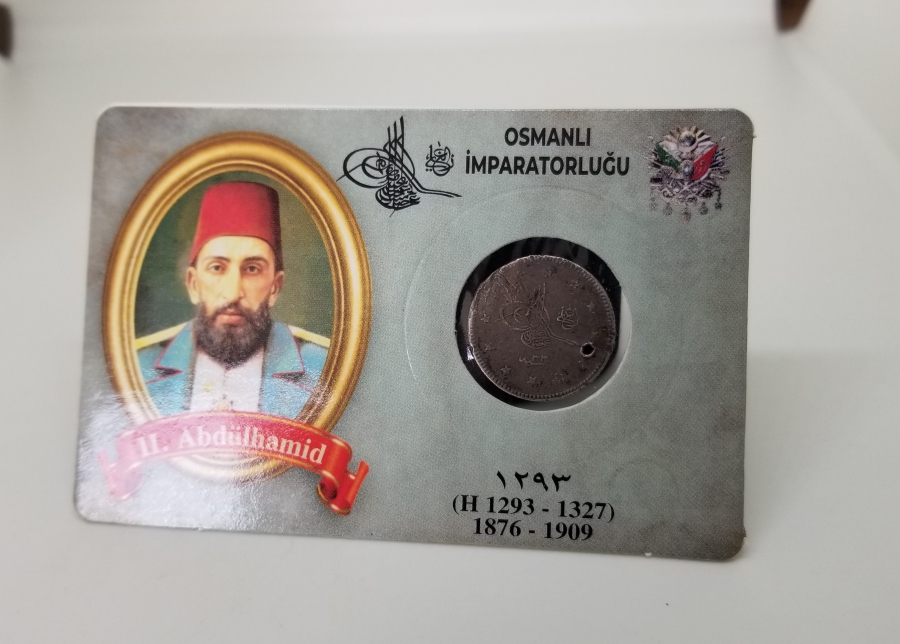 OSMANLI
İMPARATORLUĞU
II. Abdülhamid
١٢٩٣
(H 1293 - 1327)
1876 - 1909